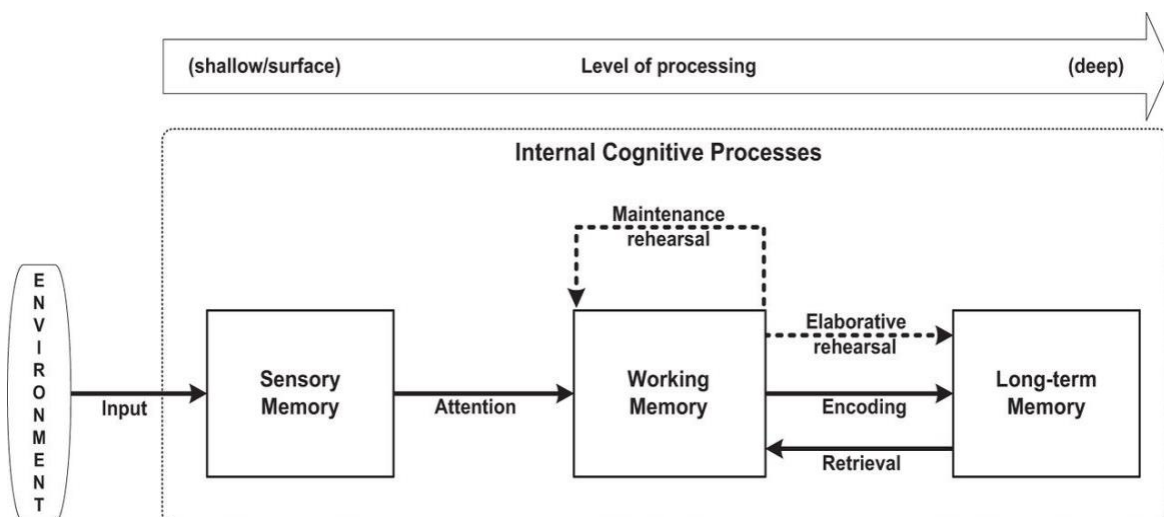 (shallow/surface) Level of processing (deep)
Internal Cognitive Processes
Maintenance
rehearsal
ENVIRONMENT
Input
Sensory
Memory
Attention
Working
Memory
Elaborative
rehearsal
Encoding
Retrieval
Long-term
Memory